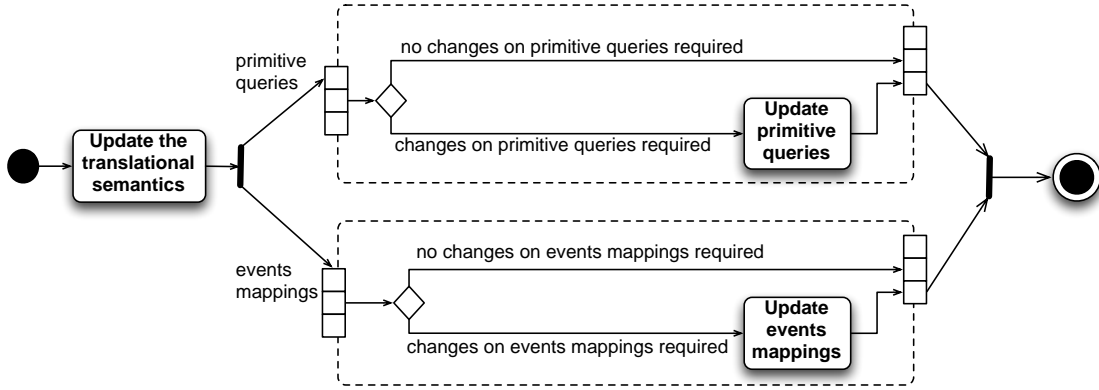 no changes on primitive queries required
primitive
queries
Update
primitive
queries
Update the
translational
semantics
changes on primitive queries required
no changes on events mappings required
events
mappings
Update
events
mappings
changes on events mappings required